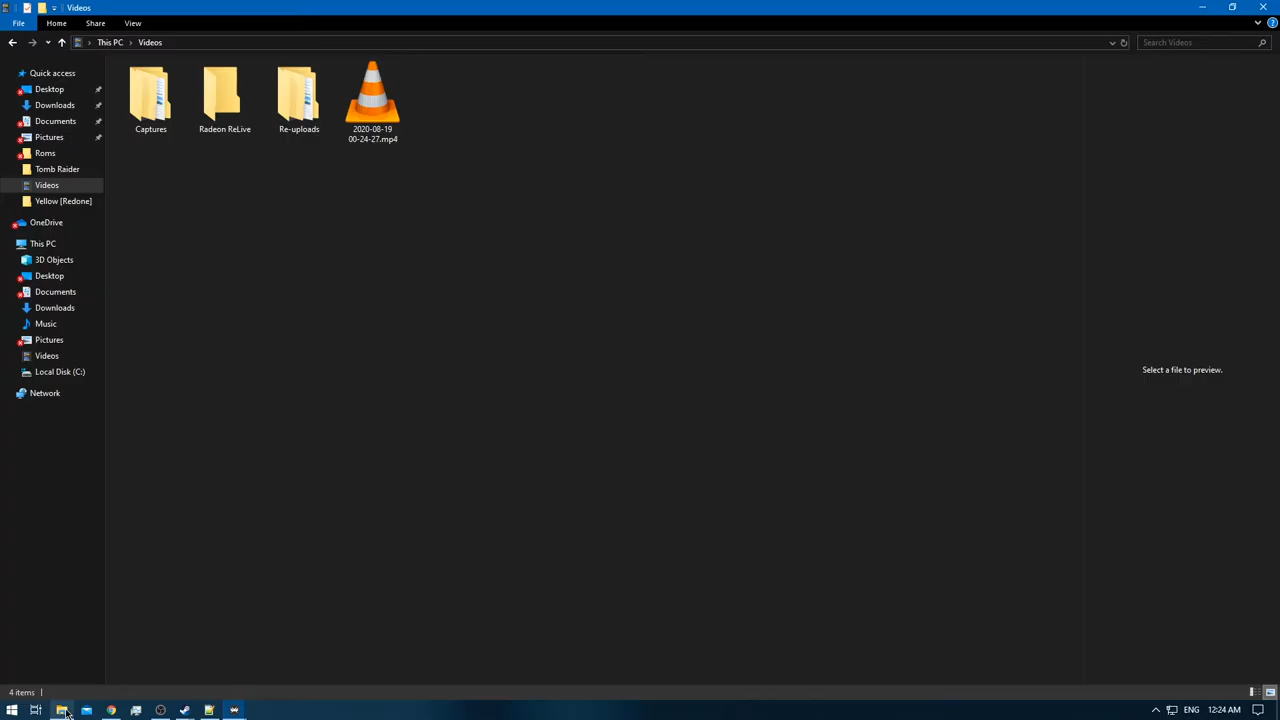 Videos
File Home Share View
This PC Videos Search Videos
Quick access
Desktop
Downloads
Documents
Pictures
Roms
Tomb Raider
Videos
Yellow [Redone]
OneDrive
This PC
3D Objects
Desktop
Documents
Downloads
Music
Pictures
Videos
Local Disk (C:)
Network
Captures
Radeon ReLive
Re-uploads
2020-08-19
00-24-27.mp4
Select a file to preview.
4 items
ENG 12:24 AM